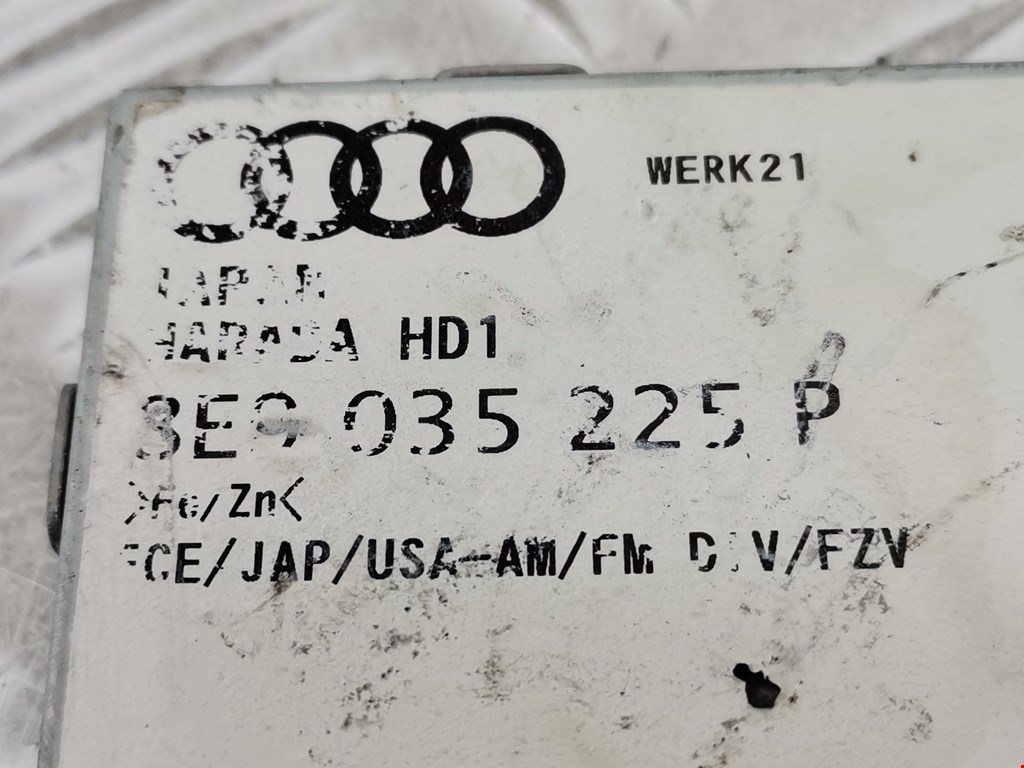 WERK21
JAPAN
HARADA HD1
8E9 035 225 P
>Fe/Zn<
ECE/JAP/USA-AM/FM DIV/FZV